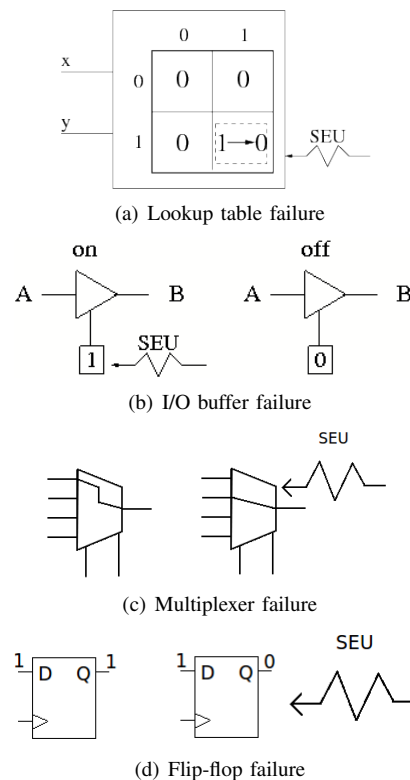 0 1
x
0 0 0
y
1 0 1→0 SEU
(a) Lookup table failure
on off
A B A B
1 SEU 0
(b) I/O buffer failure
SEU
(c) Multiplexer failure
SEU
1 D Q 1 1 D Q 0
(d) Flip-flop failure